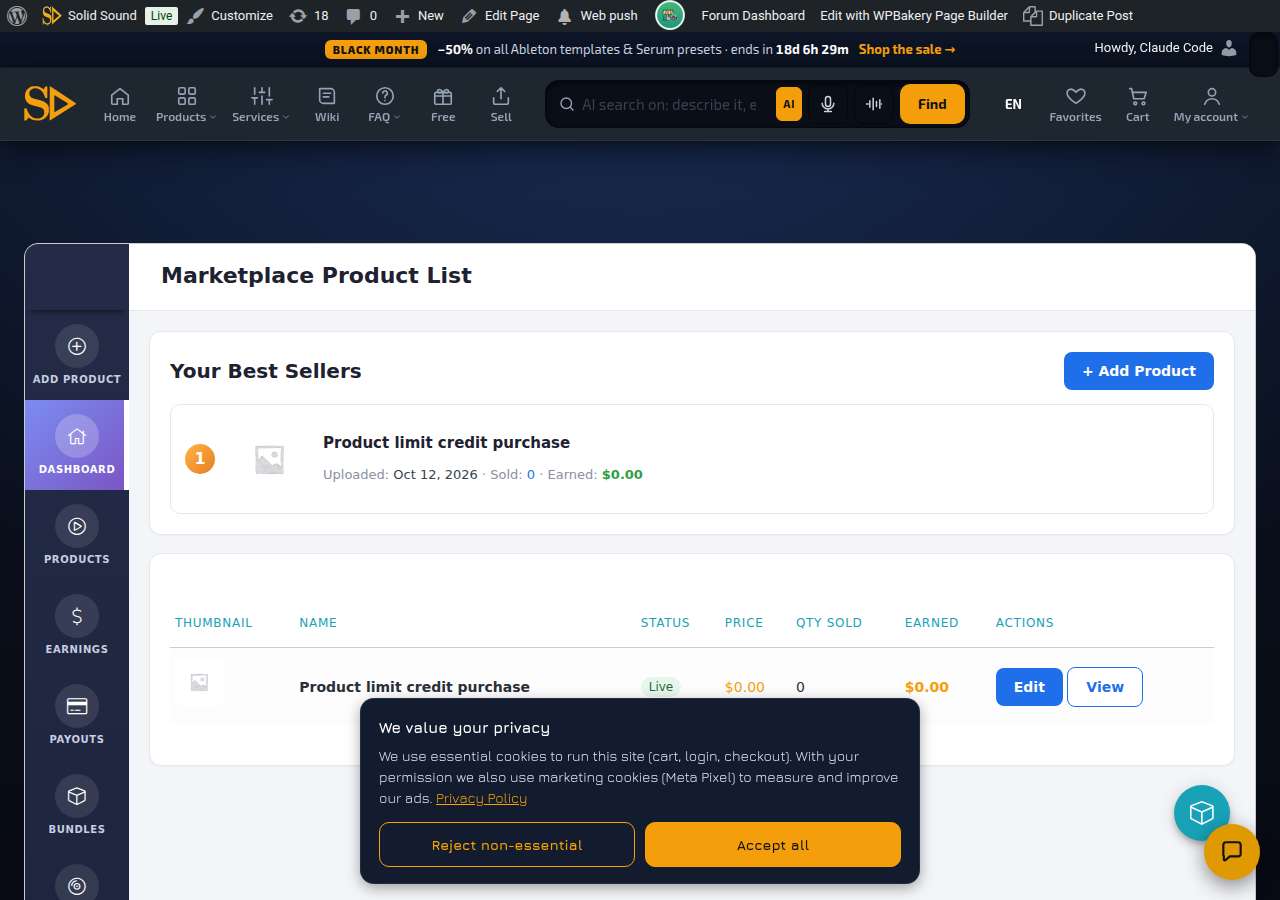 Solid Sound Live Customize 18 0 New Edit Page Web push Forum Dashboard Edit with WPBakery Page Builder Duplicate Post
BLACK MONTH −50% on all Ableton templates & Serum presets · ends in 18d 6h 29m Shop the sale →
Howdy, Claude Code
Home Products Services Wiki FAQ Free Sell
AI search on: describe it, e
AI
Find
EN
Favorites Cart My account
Marketplace Product List
ADD PRODUCT
DASHBOARD
PRODUCTS
EARNINGS
PAYOUTS
BUNDLES
Your Best Sellers
+ Add Product
1
Product limit credit purchase
Uploaded: Oct 12, 2026 · Sold: 0 · Earned: $0.00
THUMBNAIL NAME STATUS PRICE QTY SOLD EARNED ACTIONS
Product limit credit purchase Live $0.00 0 $0.00 Edit View
We value your privacy
We use essential cookies to run this site (cart, login, checkout). With your
permission we also use marketing cookies (Meta Pixel) to measure and improve
our ads. Privacy Policy
Reject non-essential
Accept all